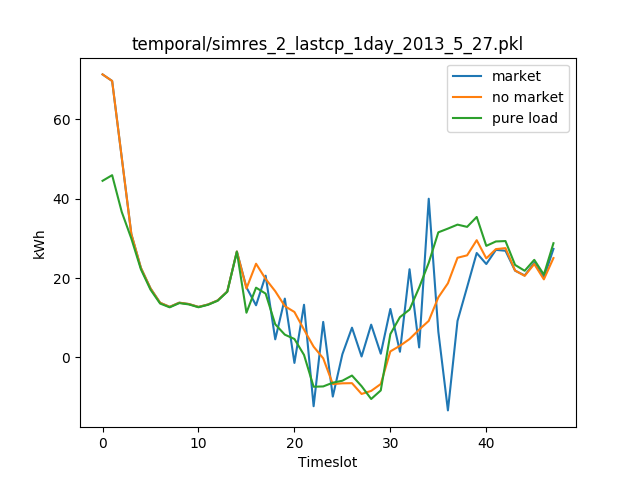 temporal/simres_2_lastcp_1day_2013_5_27.pkl
market
no market
pure load
kWh
60
40
20
0
0 10 20 30 40
Timeslot